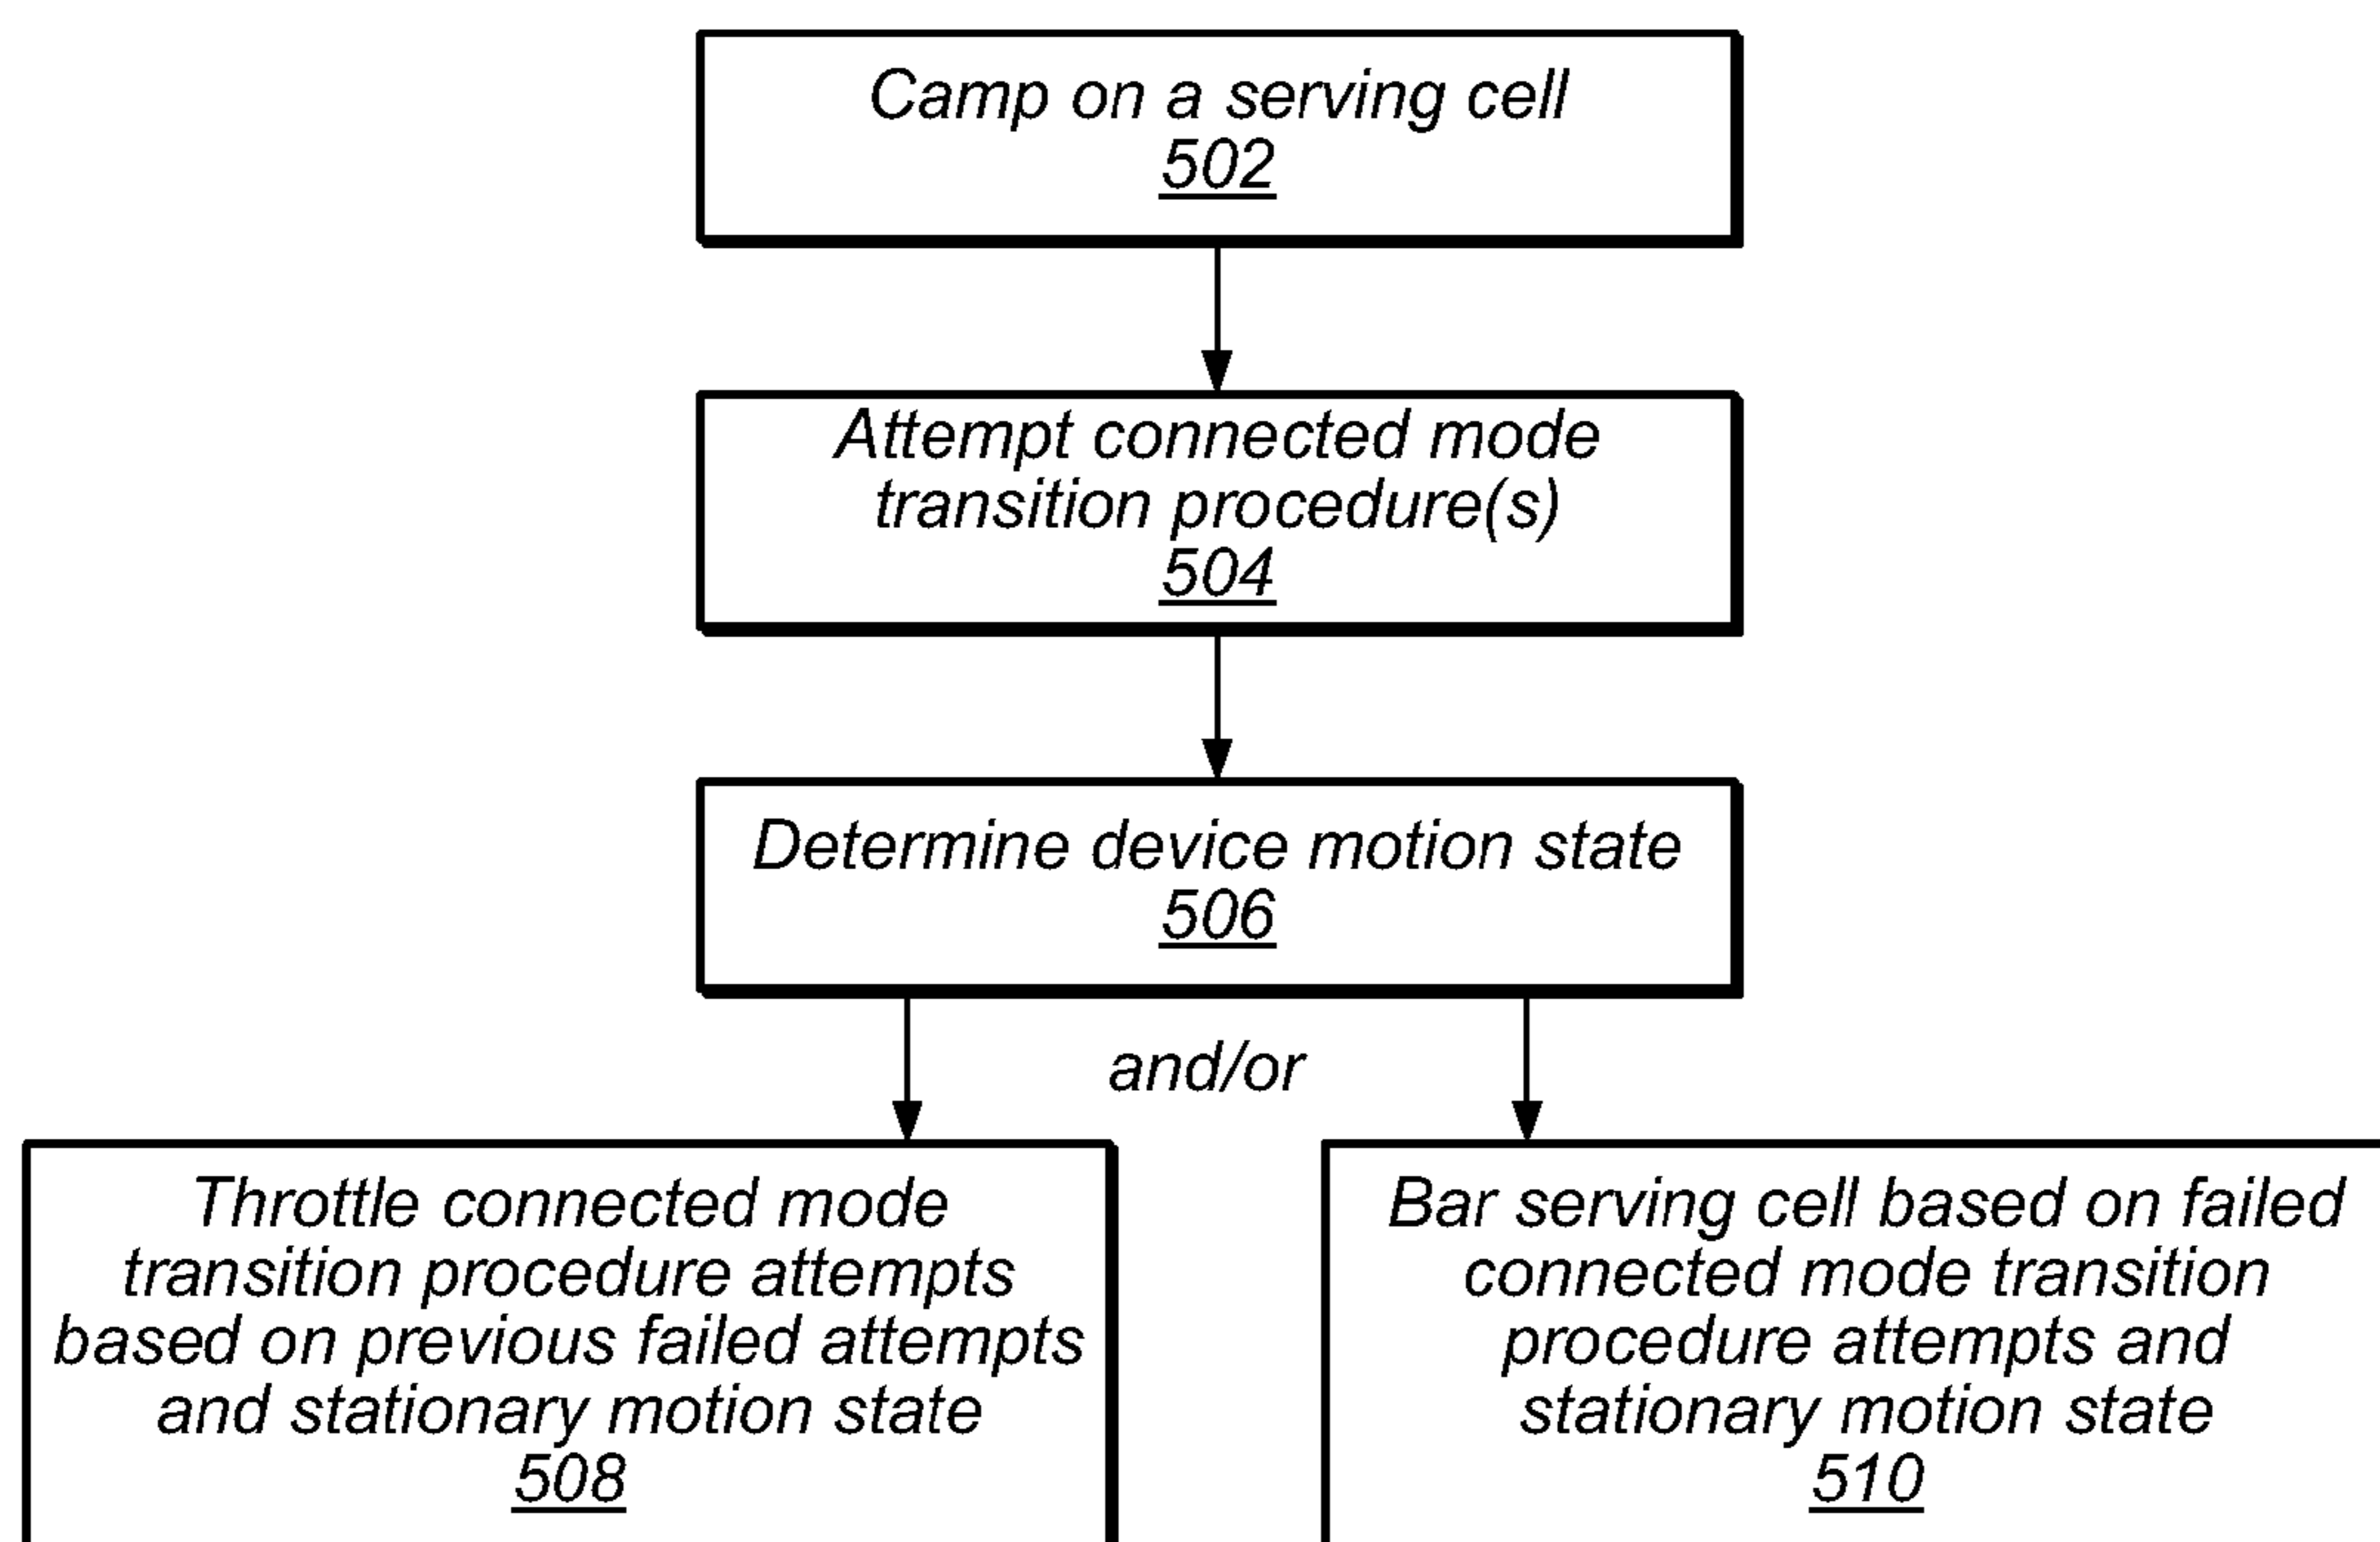 Camp on a serving cell
502
Attempt connected mode
transition procedure(s)
504
Determine device motion state
506
and/or
Throttle connected mode
transition procedure attempts
based on previous failed attempts
and stationary motion state
508
Bar serving cell based on failed
connected mode transition
procedure attempts and
stationary motion state
510